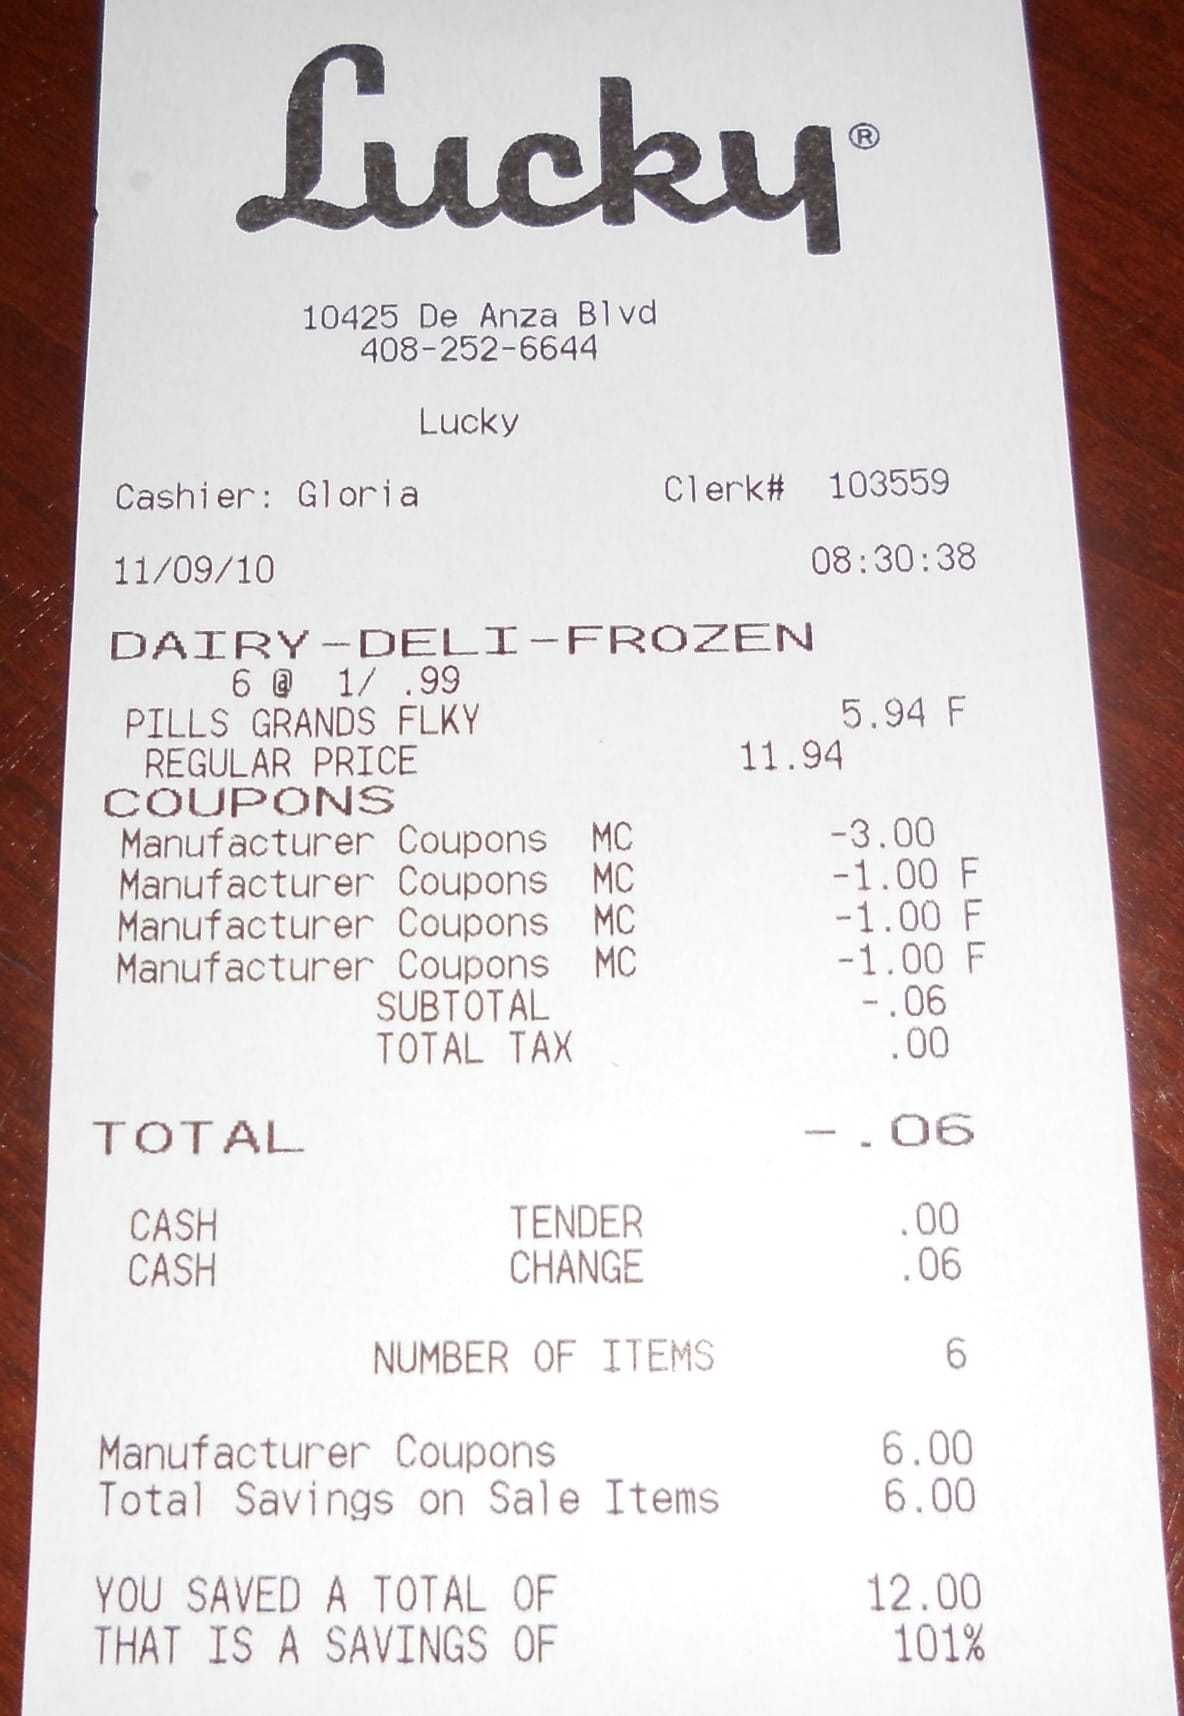 Lucky®
10425 De Anza Blvd
408-252-6644
Lucky
Cashier: Gloria Clerk# 103559
11/09/10 08:30:38
DAIRY-DELI-FROZEN
6 @ 1/ .99
PILLS GRANDS FLKY 5.94 F
REGULAR PRICE 11.94
COUPONS
Manufacturer Coupons MC -3.00
Manufacturer Coupons MC -1.00 F
Manufacturer Coupons MC -1.00 F
Manufacturer Coupons MC -1.00 F
SUBTOTAL -.06
TOTAL TAX .00
TOTAL -.06
CASH TENDER .00
CASH CHANGE .06
NUMBER OF ITEMS 6
Manufacturer Coupons 6.00
Total Savings on Sale Items 6.00
YOU SAVED A TOTAL OF 12.00
THAT IS A SAVINGS OF 101%